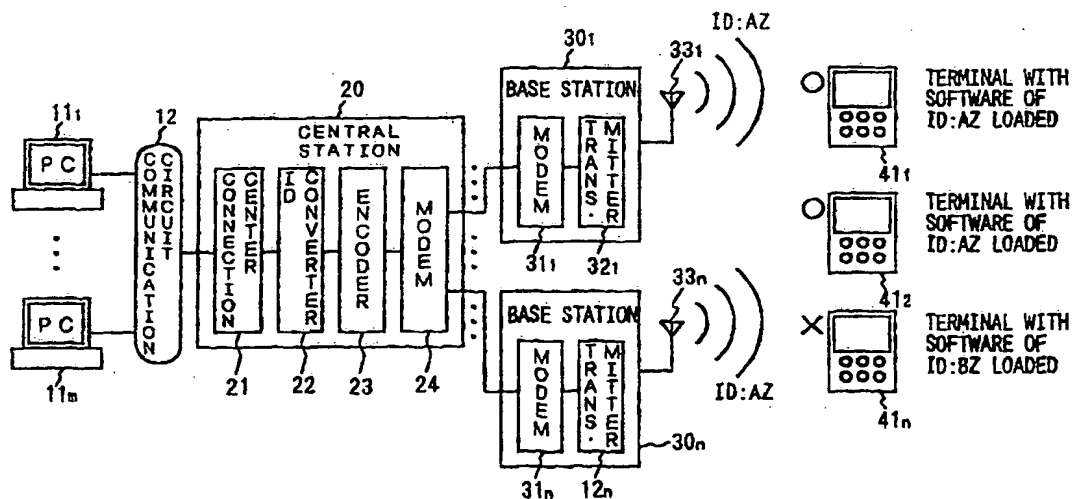 11₁
PC
PC
11m
12
COMMUNICATION
CIRCUIT
20
CENTRAL
STATION
CONNECTION
CENTER
ID
CONVERTER
ENCODER
MODEM
21
22
23
24
30₁
BASE STATION
MODEM
TRANS.
MITTER
31₁
32₁
33₁
ID:AZ
BASE STATION
MODEM
TRANS.
MITTER
31n
12n
33n
ID:AZ
30n
TERMINAL WITH
SOFTWARE OF
ID:AZ LOADED
41₁
TERMINAL WITH
SOFTWARE OF
ID:AZ LOADED
41₂
TERMINAL WITH
SOFTWARE OF
ID:BZ LOADED
41n